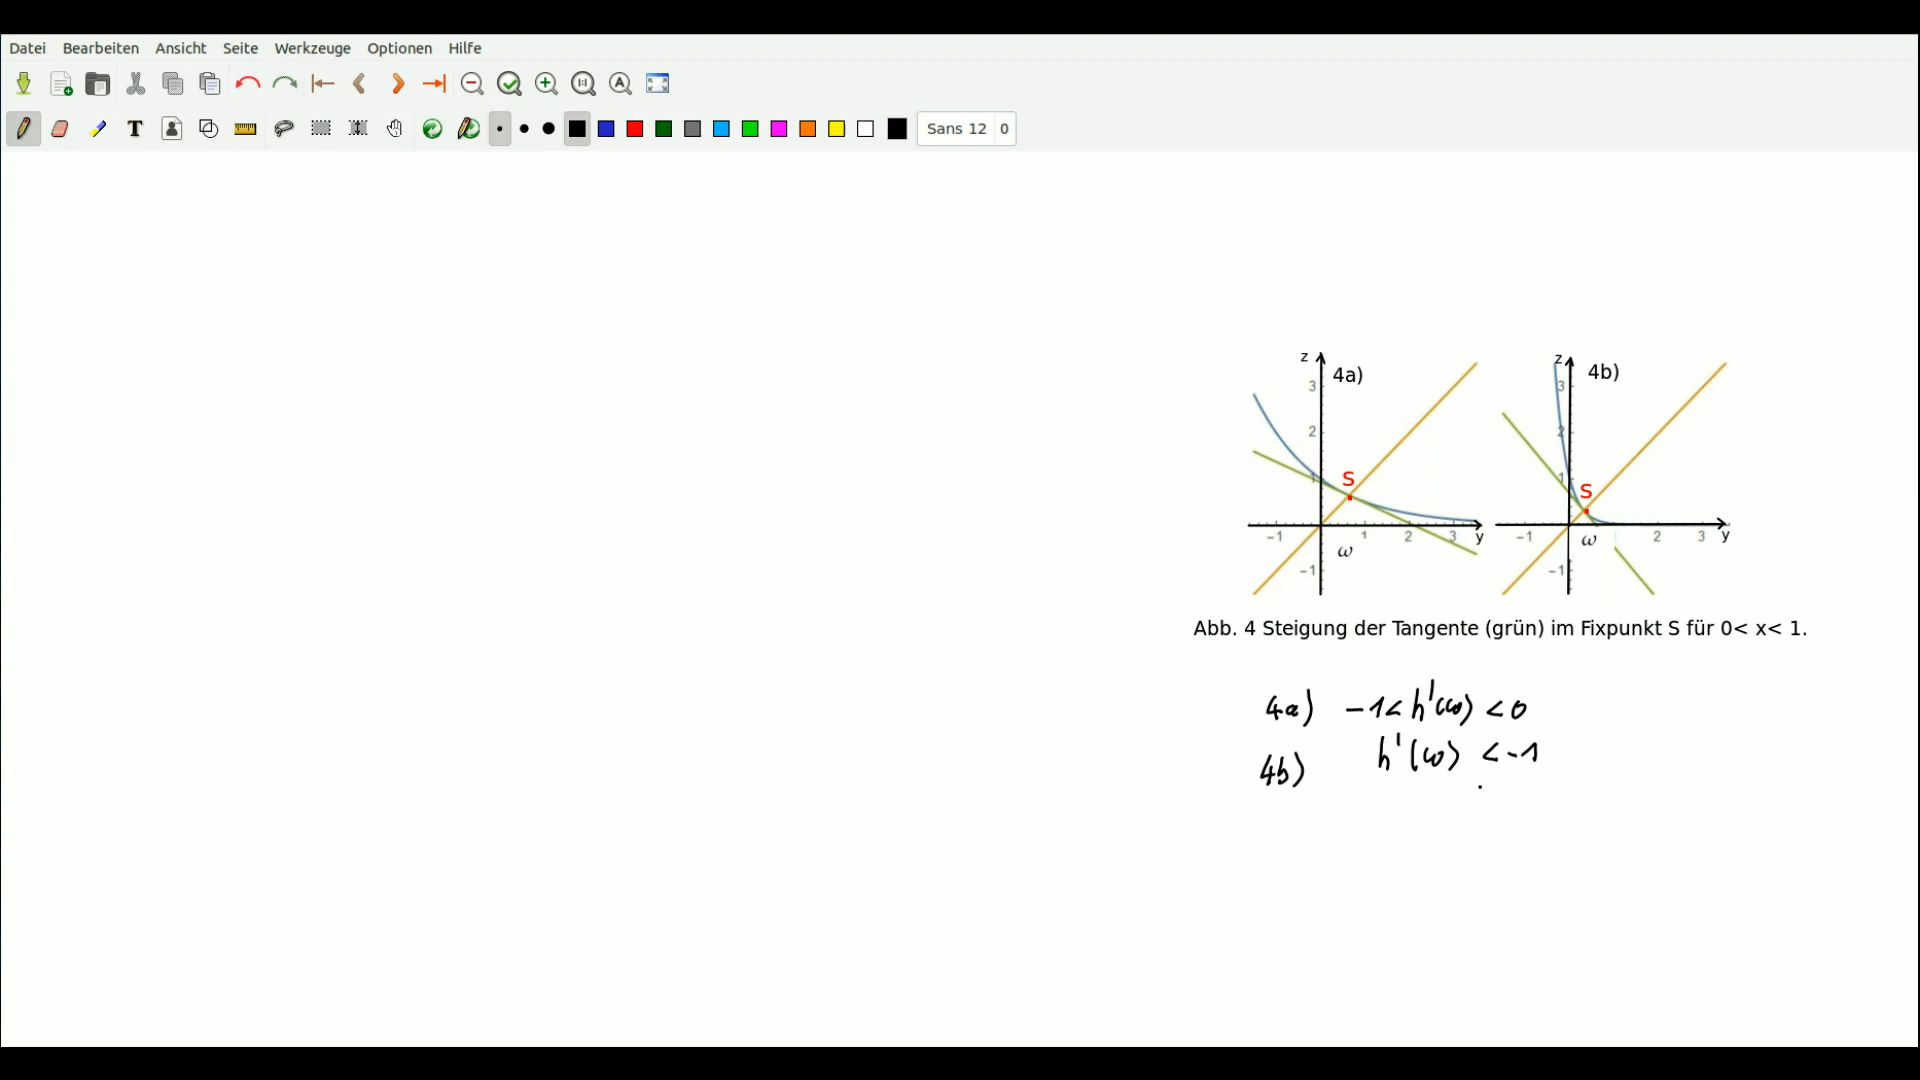 Datei Bearbeiten Ansicht Seite Werkzeuge Optionen Hilfe
Sans 12 0
z 4a) z 4b)
3 3
2 2
1 S 1 S
−1 1 2 3 y −1 2 3 y
ω ω
−1 −1
Abb. 4 Steigung der Tangente (grün) im Fixpunkt S für 0< x< 1.
4a) -1< h'(ω) <0
4b) h'(ω) <-1